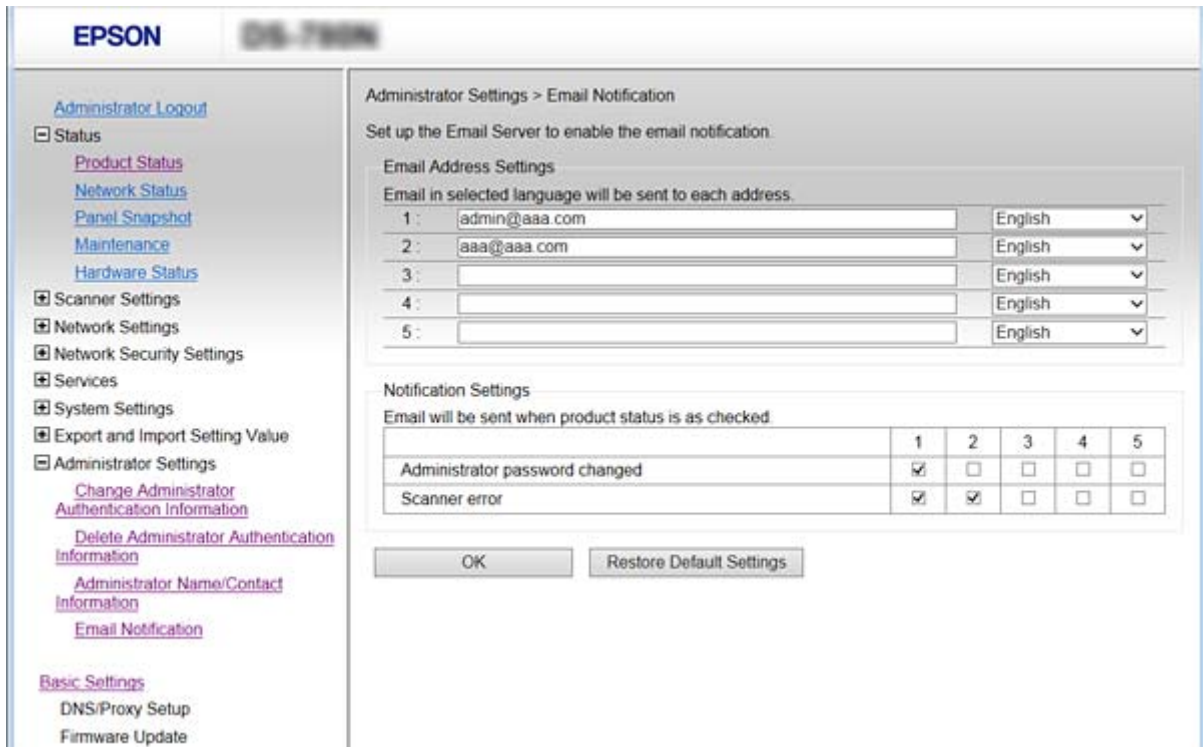 EPSON
Administrator Logout
Status
Product Status
Network Status
Panel Snapshot
Maintenance
Hardware Status
Scanner Settings
Network Settings
Network Security Settings
Services
System Settings
Export and Import Setting Value
Administrator Settings
Change Administrator
Authentication Information
Delete Administrator Authentication
Information
Administrator Name/Contact
Information
Email Notification
Basic Settings
DNS/Proxy Setup
Firmware Update
Administrator Settings > Email Notification
Set up the Email Server to enable the email notification.
Email Address Settings
Email in selected language will be sent to each address.
1 : admin@aaa.com English
2 : aaa@aaa.com English
3 : English
4 : English
5 : English
Notification Settings
Email will be sent when product status is as checked.
1 2 3 4 5
Administrator password changed
Scanner error
OK Restore Default Settings